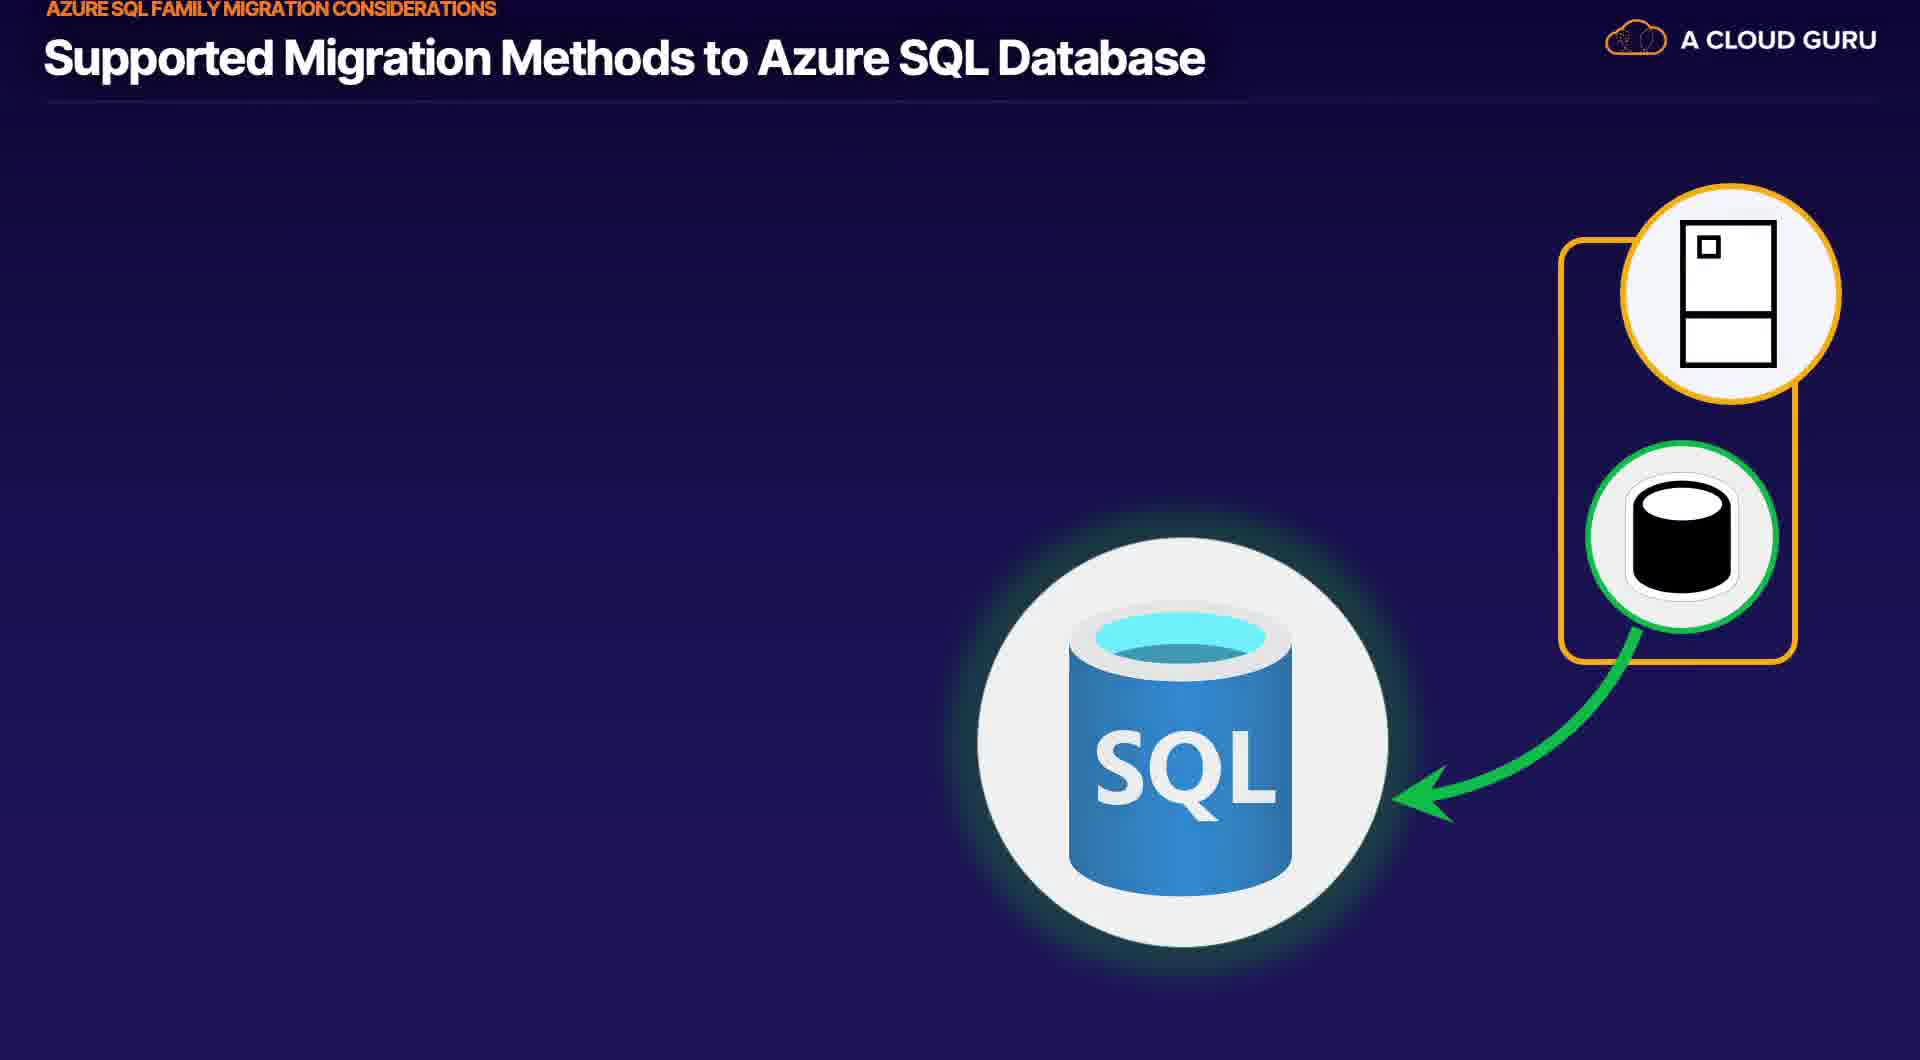 AZURE SQL FAMILY MIGRATION CONSIDERATIONS
Supported Migration Methods to Azure SQL Database
A CLOUD GURU
SQL